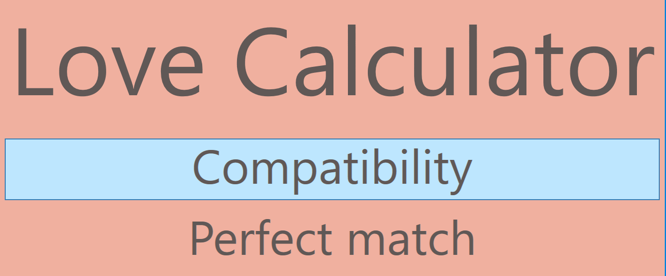 Love Calculator
Compatibility
Perfect match